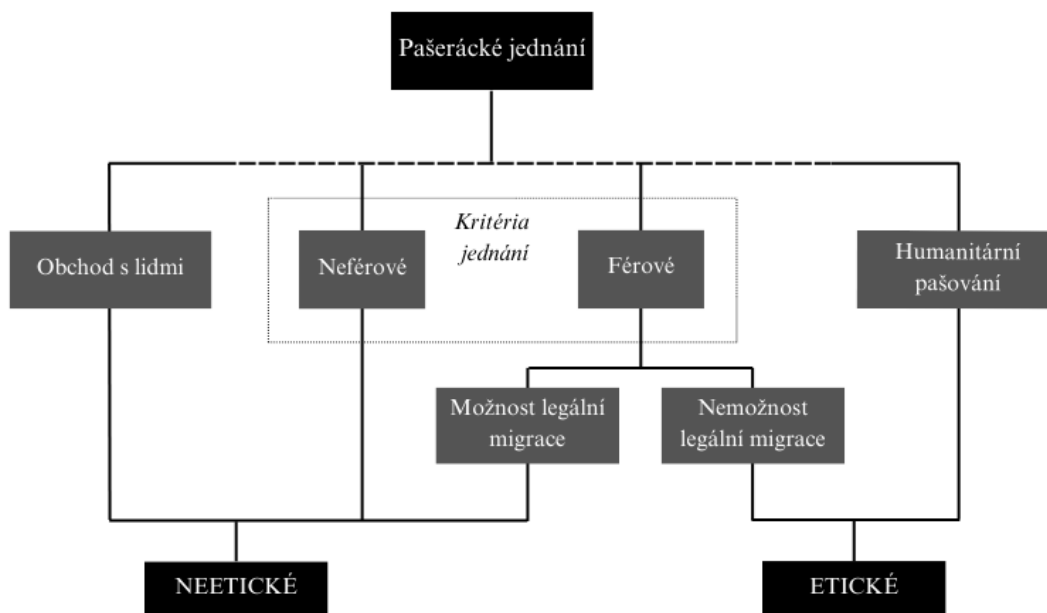 Pašerácké jednání
Kritéria
jednání
Obchod s lidmi
Neférové
Férové
Humanitární
pašování
Možnost legální
migrace
Nemožnost
legální migrace
NEETICKÉ
ETICKÉ